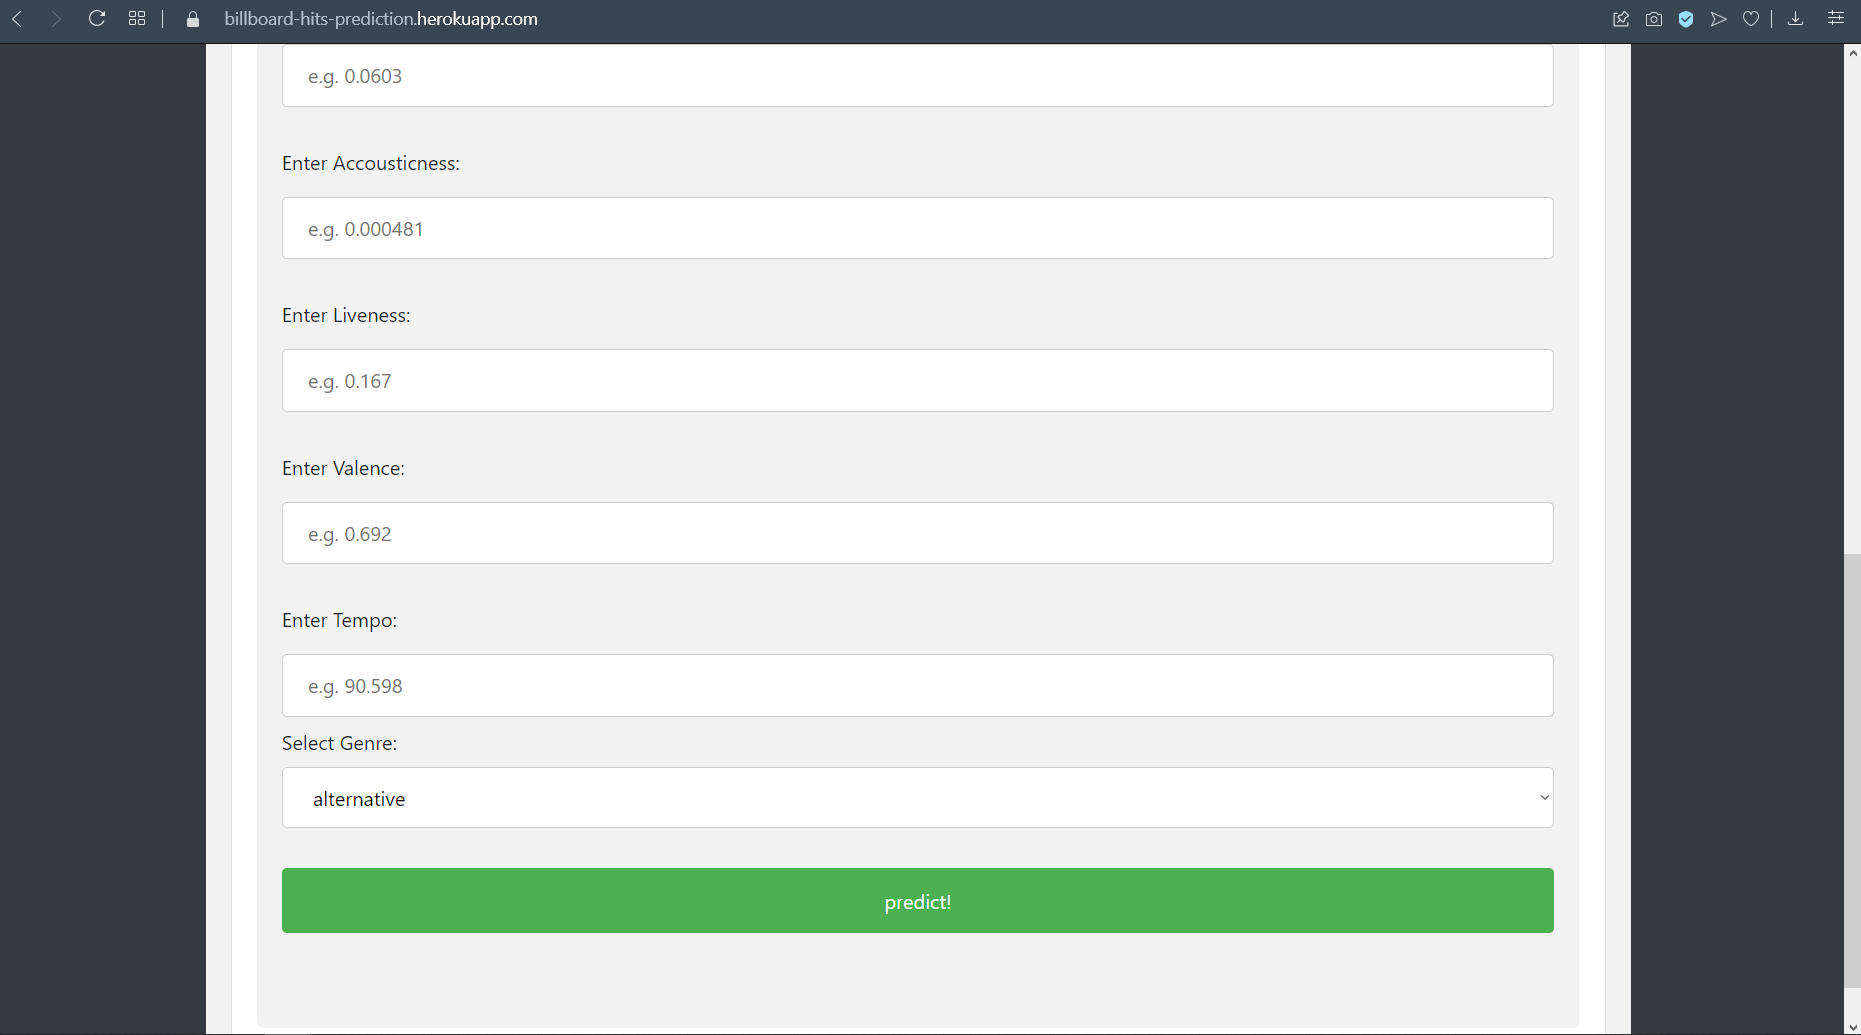 billboard-hits-prediction.herokuapp.com
e.g. 0.0603
Enter Accousticness:
e.g. 0.000481
Enter Liveness:
e.g. 0.167
Enter Valence:
e.g. 0.692
Enter Tempo:
e.g. 90.598
Select Genre:
alternative
predict!